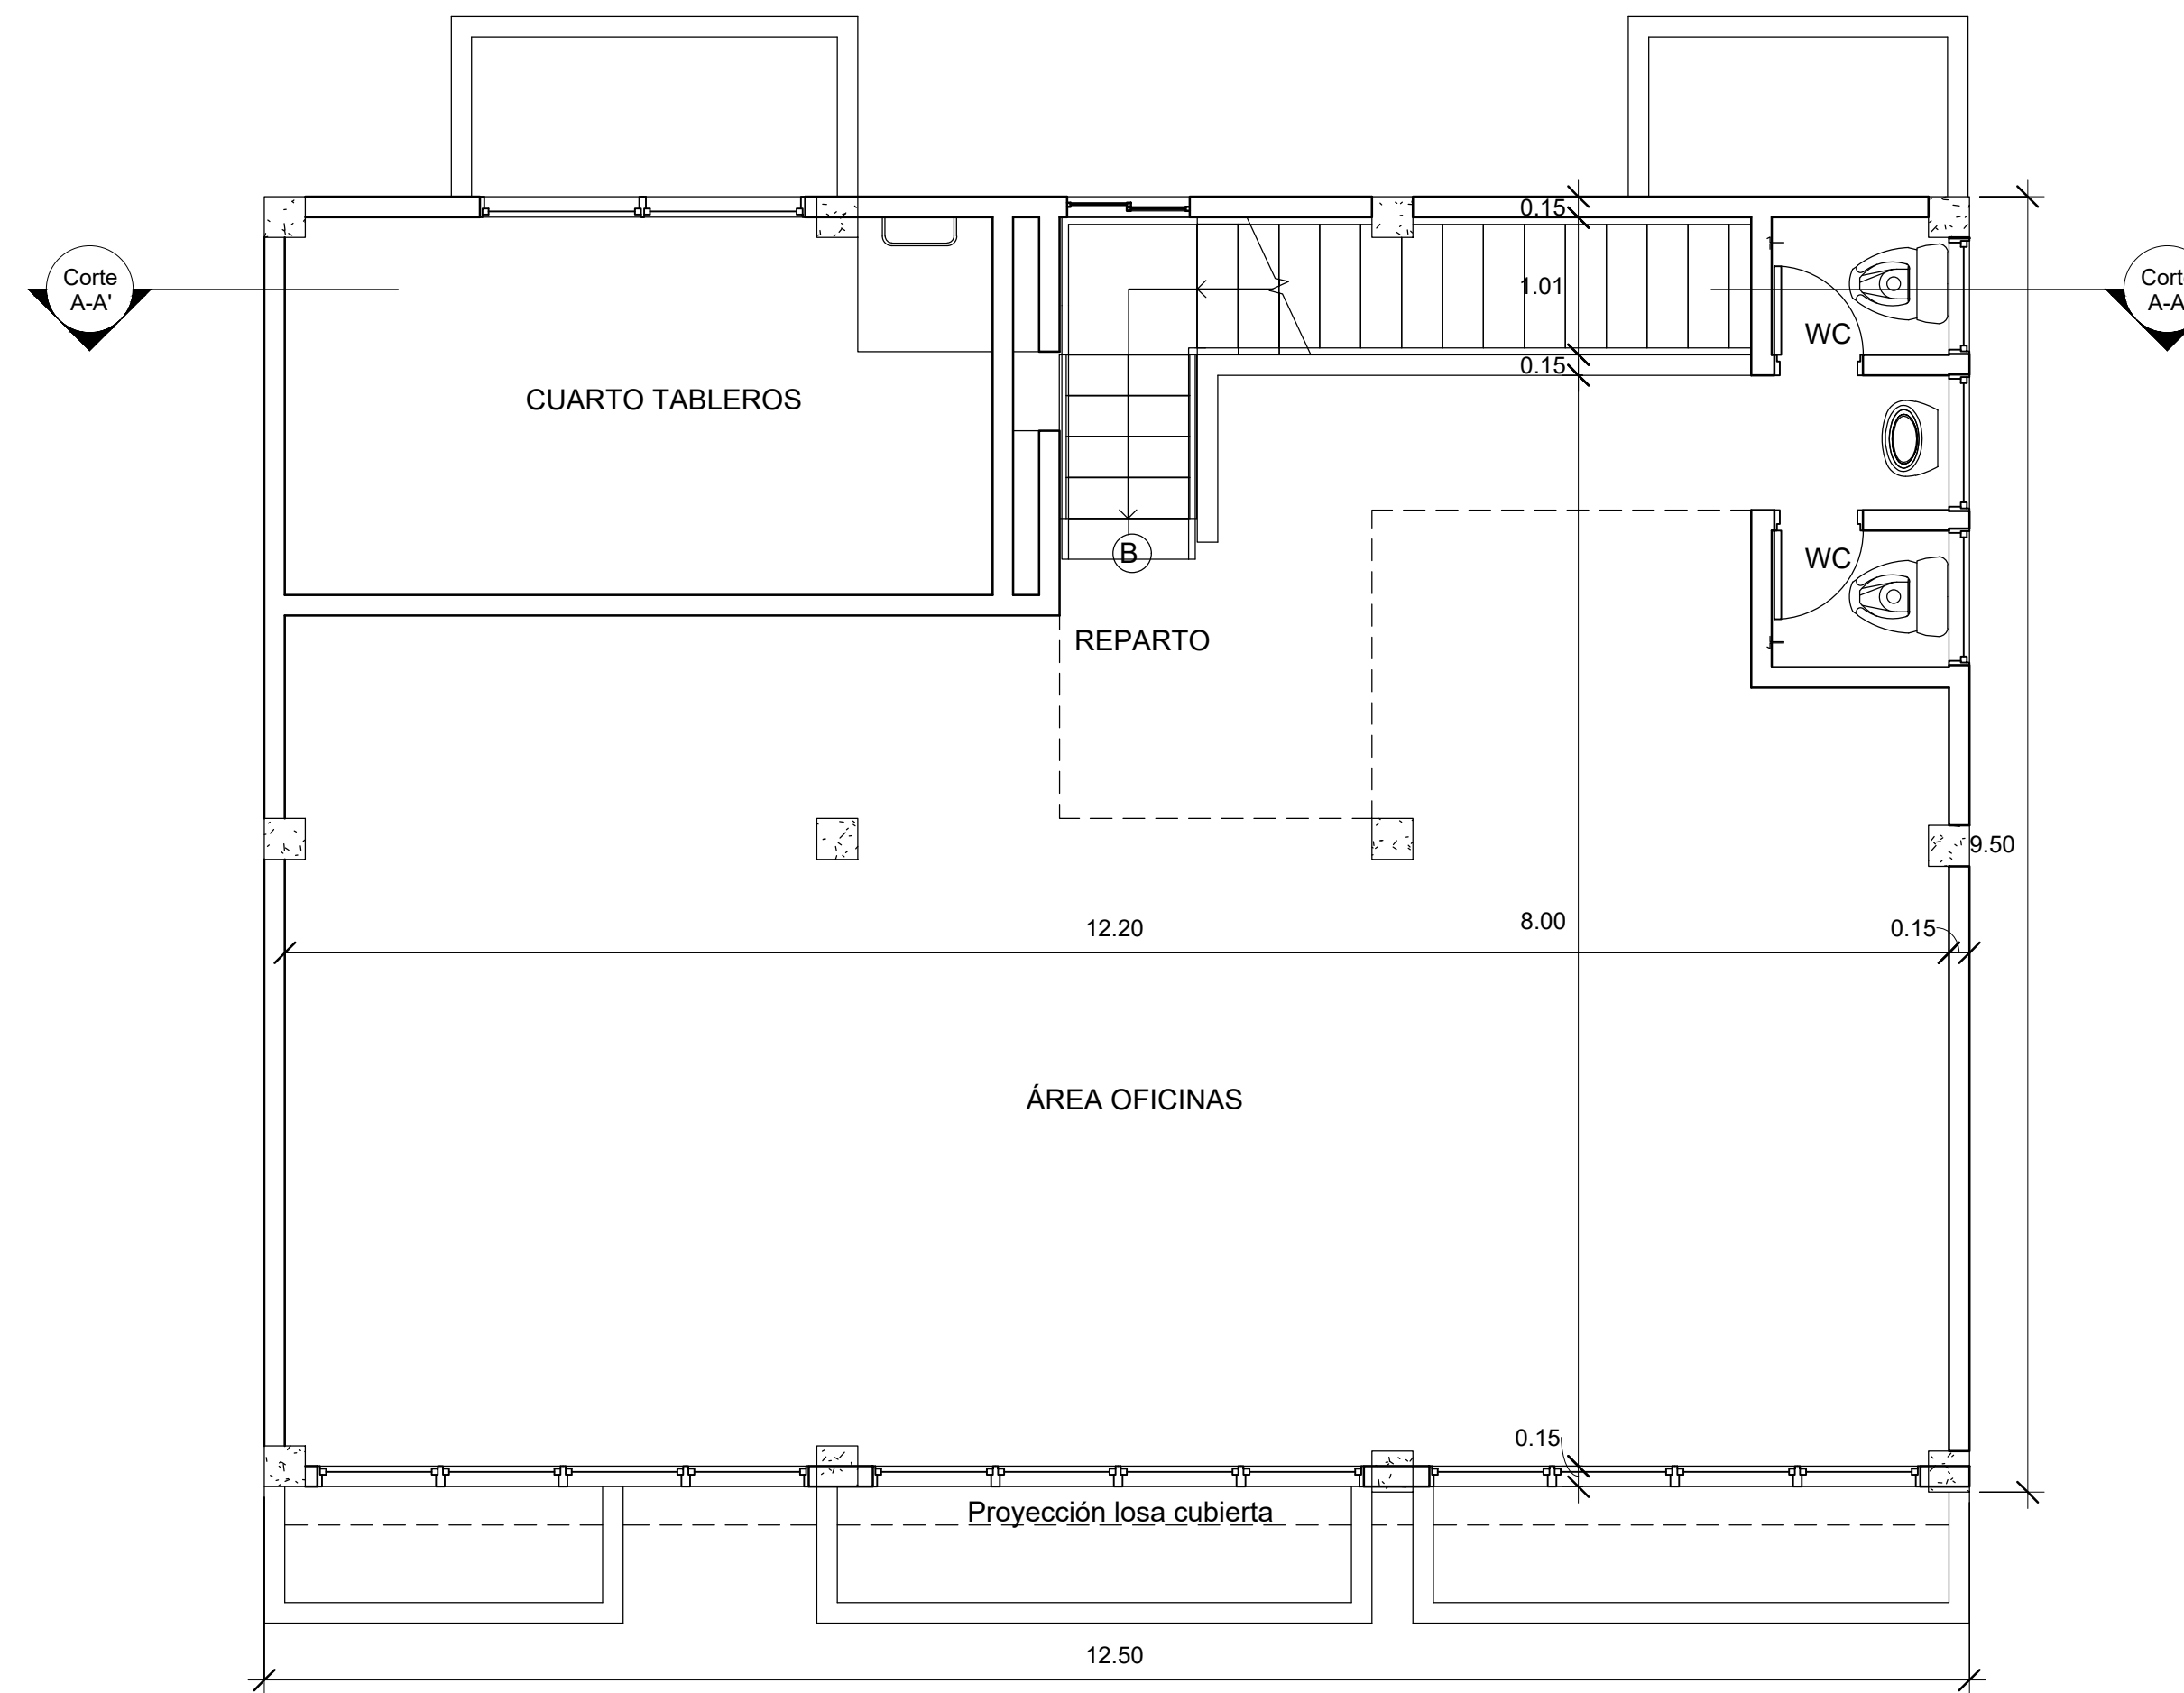 0.15
Corte
A-A'
1.01
Corte
A-A'
WC
0.15
CUARTO TABLEROS
B
WC
REPARTO
9.50
12.20
8.00
0.15
ÁREA OFICINAS
0.15
Proyección losa cubierta
12.50